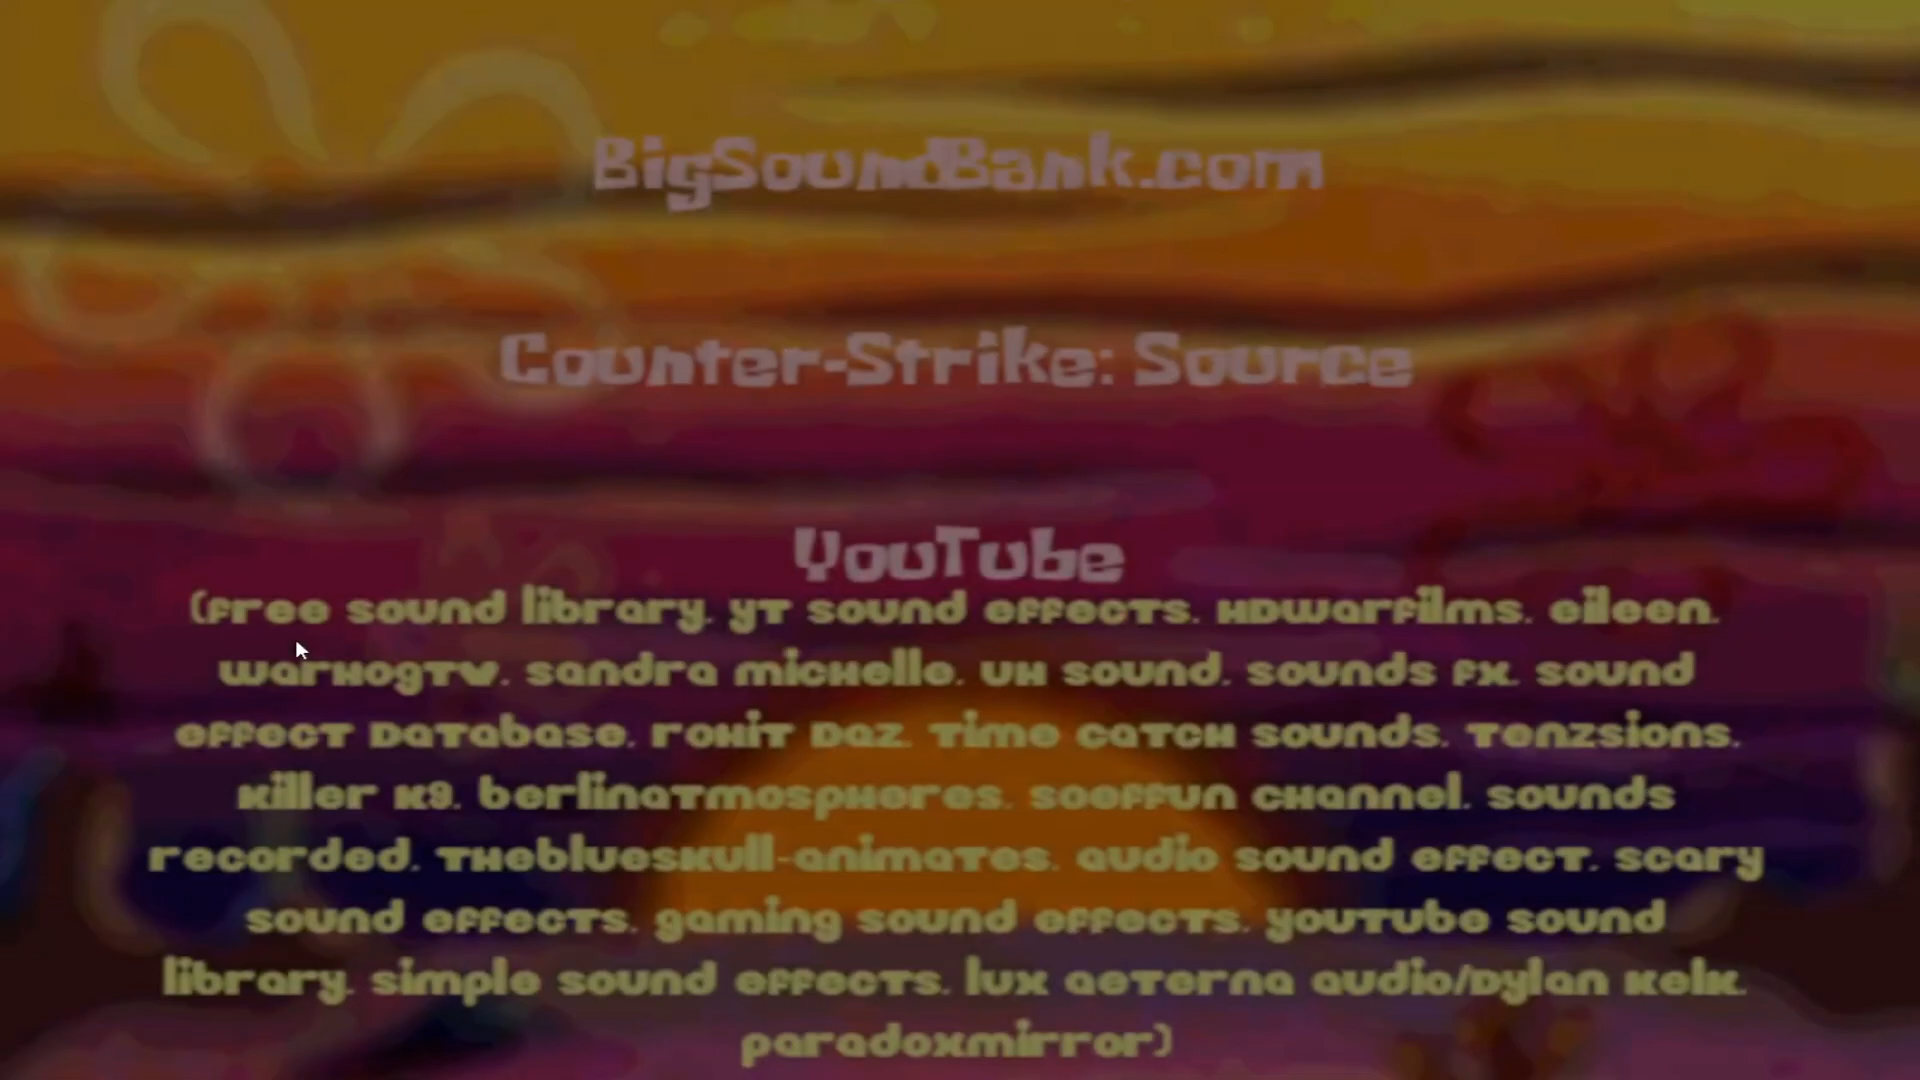 BigSoundBank.com
Counter-Strike: Source
YouTube
(free sound library, yt sound effects, HDwarfilms, eileen,
warhogtv, sandra michelle, UH sound, sounds fx, sound
effect database, rohit daz, time catch sounds, tenzsions,
killer k9, berlinatmospheres, soeffun channel, sounds
recorded, theblueskull-animates, audio sound effect, scary
sound effects, gaming sound effects, youtube sound
library, simple sound effects, lux aeterna audio/Dylan kelk,
paradoxmirror)